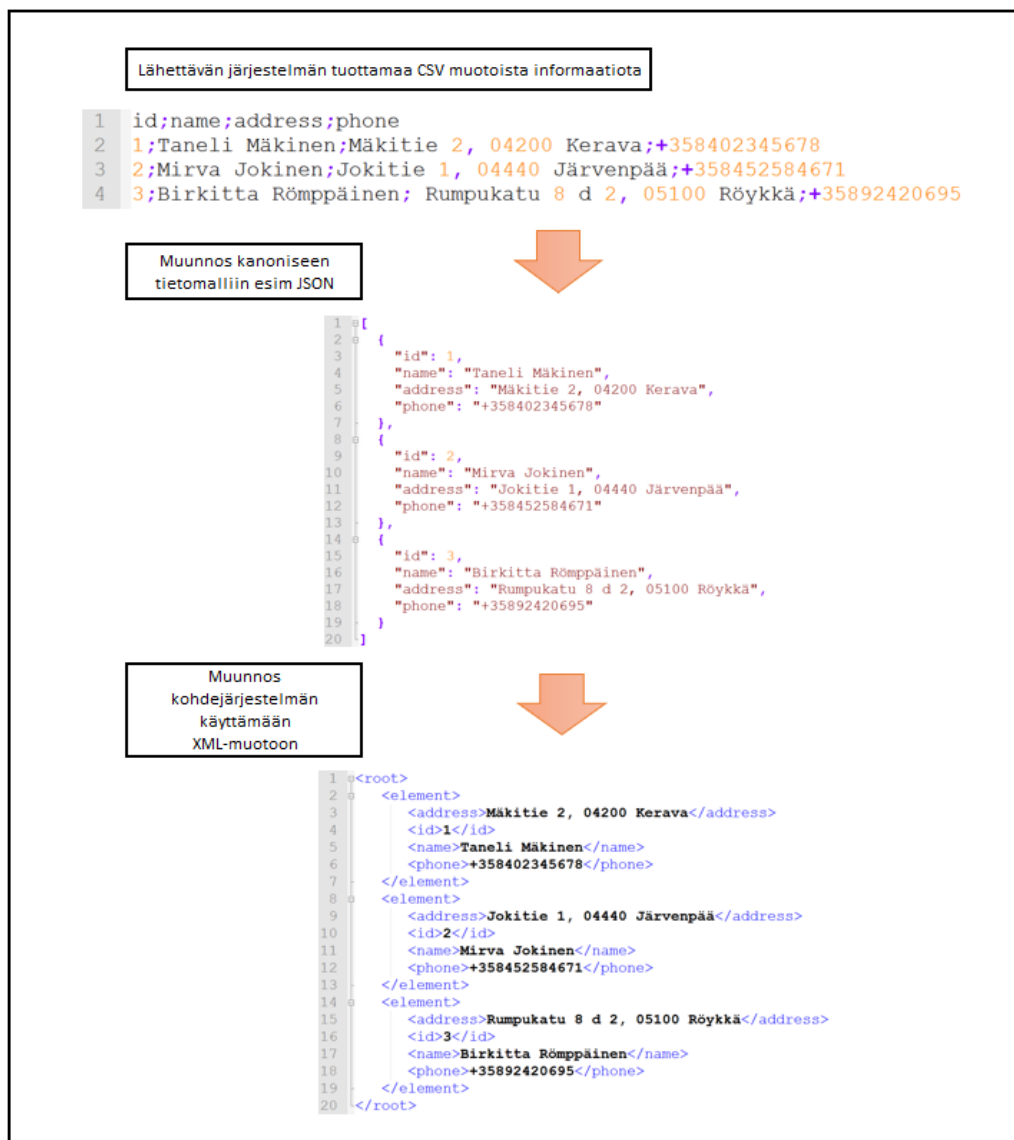 Lähettävän järjestelmän tuottamaa CSV muotoista informaatiota
1 id;name;address;phone
2 1;Taneli Mäkinen;Mäkitie 2, 04200 Kerava;+358402345678
3 2;Mirva Jokinen;Jokitie 1, 04440 Järvenpää;+358452584671
4 3;Birkitta Römppäinen; Rumpukatu 8 d 2, 05100 Röykkä;+35892420695
Muunnos kanoniseen
tietomalliin esim JSON
1 [
2 {
3 "id": 1,
4 "name": "Taneli Mäkinen",
5 "address": "Mäkitie 2, 04200 Kerava",
6 "phone": "+358402345678"
7 },
8 {
9 "id": 2,
10 "name": "Mirva Jokinen",
11 "address": "Jokitie 1, 04440 Järvenpää",
12 "phone": "+358452584671"
13 },
14 {
15 "id": 3,
16 "name": "Birkitta Römppäinen",
17 "address": "Rumpukatu 8 d 2, 05100 Röykkä",
18 "phone": "+35892420695"
19 }
20 ]
Muunnos
kohdejärjestelmän
käyttämään
XML-muotoon
1 <root>
2 <element>
3 <address>Mäkitie 2, 04200 Kerava</address>
4 <id>1</id>
5 <name>Taneli Mäkinen</name>
6 <phone>+358402345678</phone>
7 </element>
8 <element>
9 <address>Jokitie 1, 04440 Järvenpää</address>
10 <id>2</id>
11 <name>Mirva Jokinen</name>
12 <phone>+358452584671</phone>
13 </element>
14 <element>
15 <address>Rumpukatu 8 d 2, 05100 Röykkä</address>
16 <id>3</id>
17 <name>Birkitta Römppäinen</name>
18 <phone>+35892420695</phone>
19 </element>
20 </root>